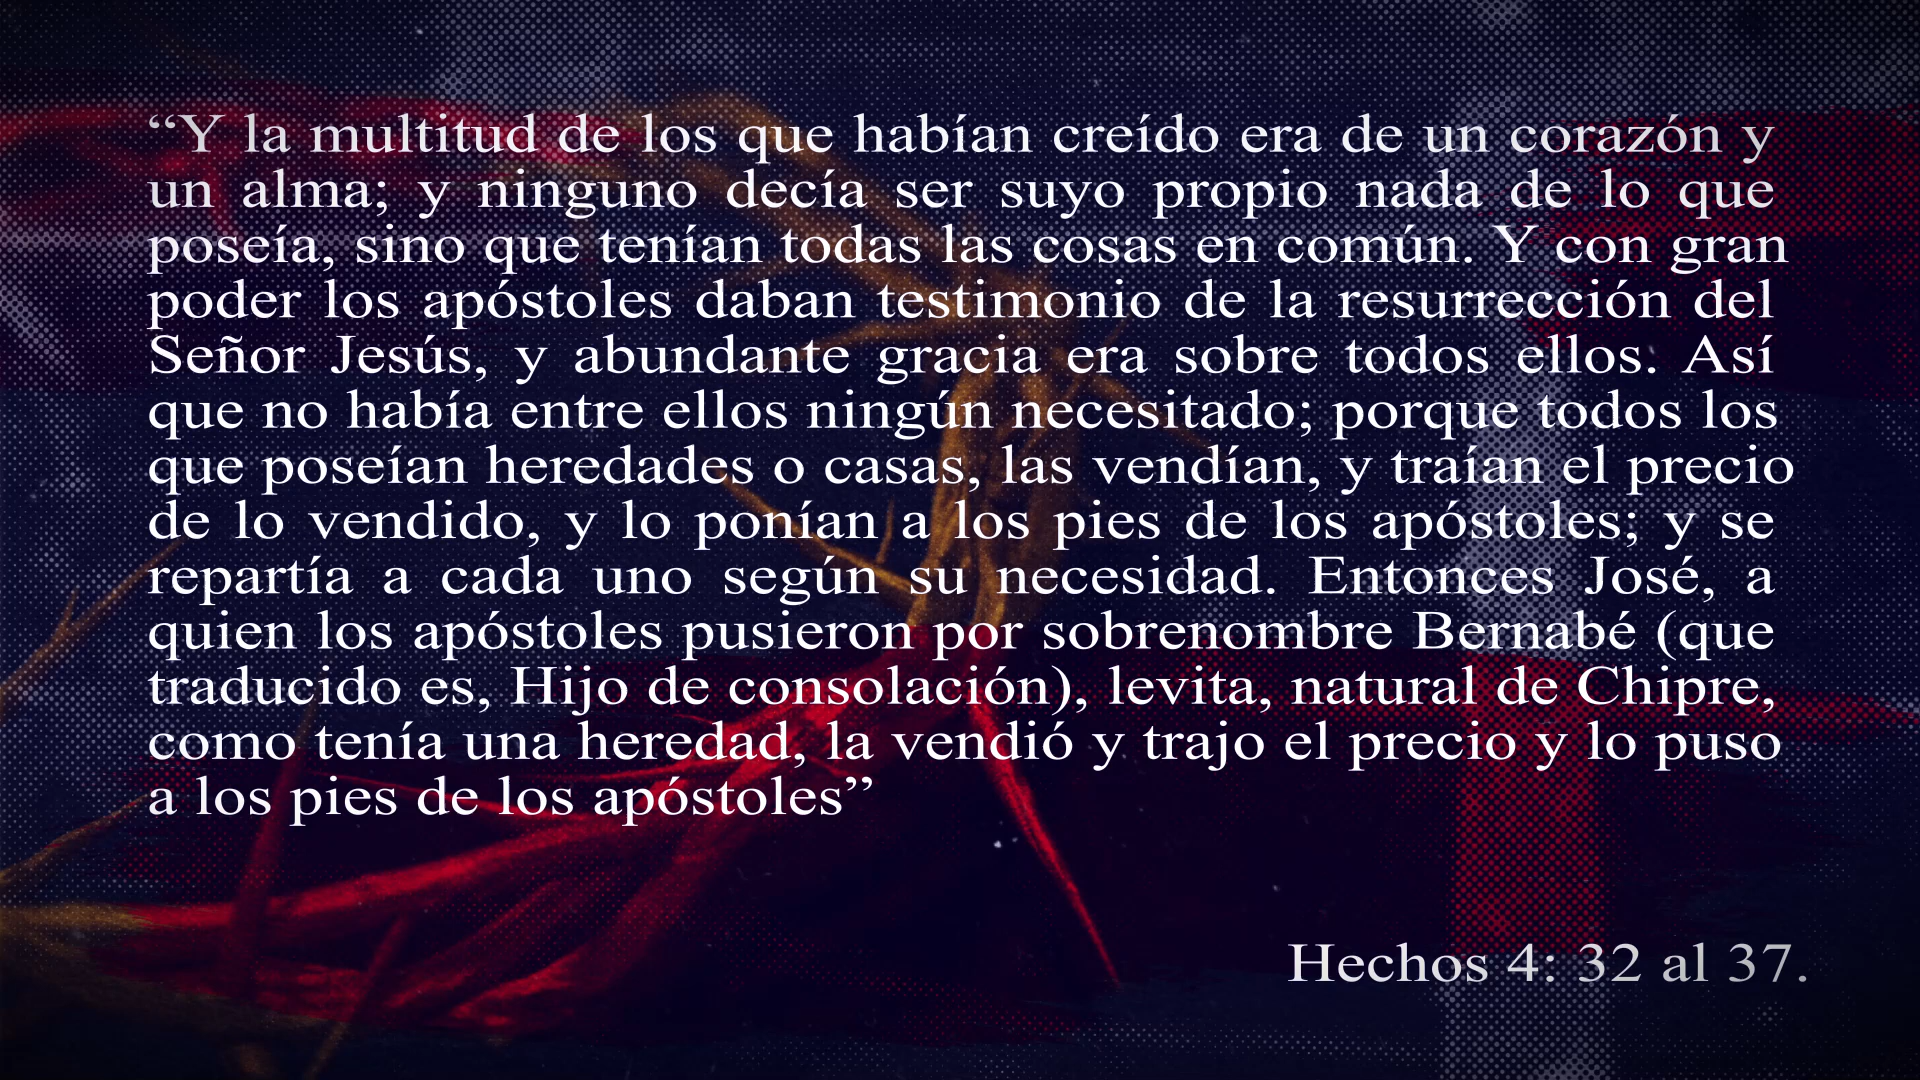 “Y la multitud de los que habían creído era de un corazón y
un alma; y ninguno decía ser suyo propio nada de lo que
poseía, sino que tenían todas las cosas en común. Y con gran
poder los apóstoles daban testimonio de la resurrección del
Señor Jesús, y abundante gracia era sobre todos ellos. Así
que no había entre ellos ningún necesitado; porque todos los
que poseían heredades o casas, las vendían, y traían el precio
de lo vendido, y lo ponían a los pies de los apóstoles; y se
repartía a cada uno según su necesidad. Entonces José, a
quien los apóstoles pusieron por sobrenombre Bernabé (que
traducido es, Hijo de consolación), levita, natural de Chipre,
como tenía una heredad, la vendió y trajo el precio y lo puso
a los pies de los apóstoles”
Hechos 4: 32 al 37.